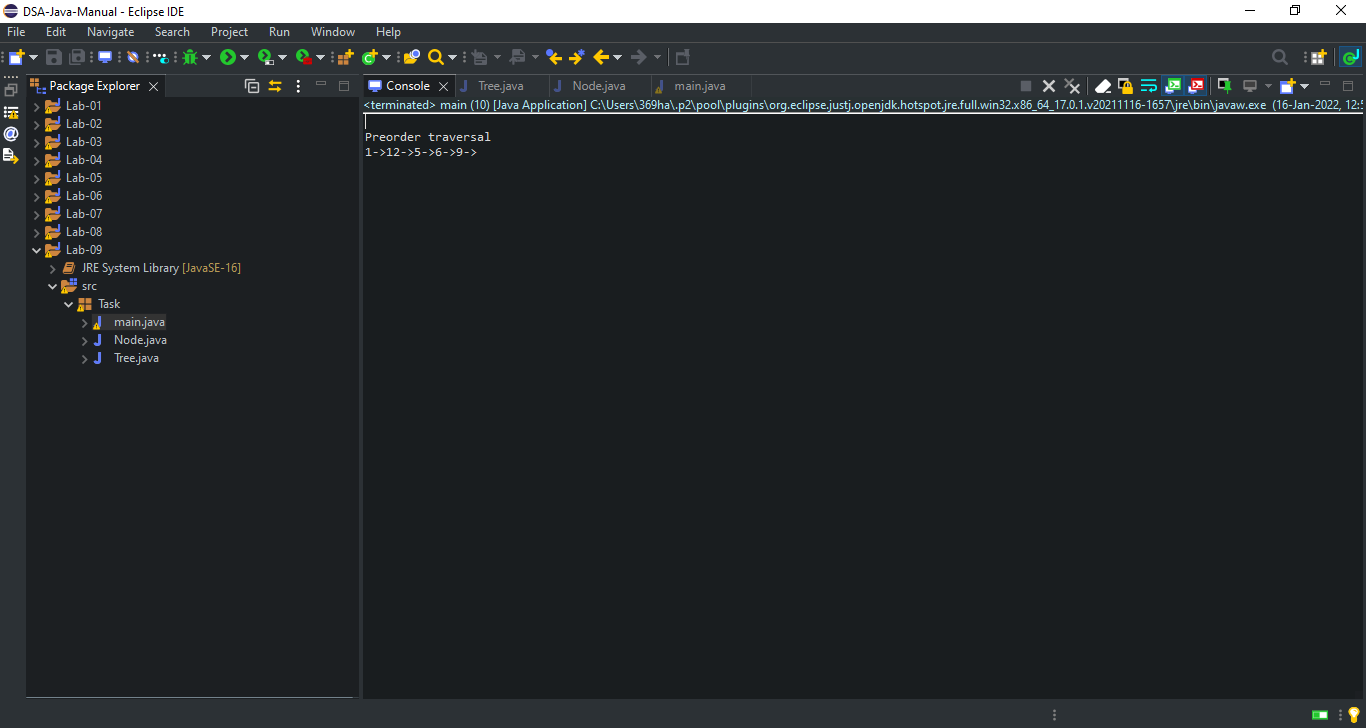 DSA-Java-Manual - Eclipse IDE
File Edit Navigate Search Project Run Window Help
Package Explorer
Console Tree.java Node.java main.java
<terminated> main (10) [Java Application] C:\Users\369ha\.p2\pool\plugins\org.eclipse.justj.openjdk.hotspot.jre.full.win32.x86_64_17.0.1.v20211116-1657\jre\bin\javaw.exe (16-Jan-2022, 12:5
Lab-01
Lab-02
Lab-03
Lab-04
Lab-05
Lab-06
Lab-07
Lab-08
Lab-09
JRE System Library [JavaSE-16]
src
Task
main.java
Node.java
Tree.java
Preorder traversal
1->12->5->6->9->